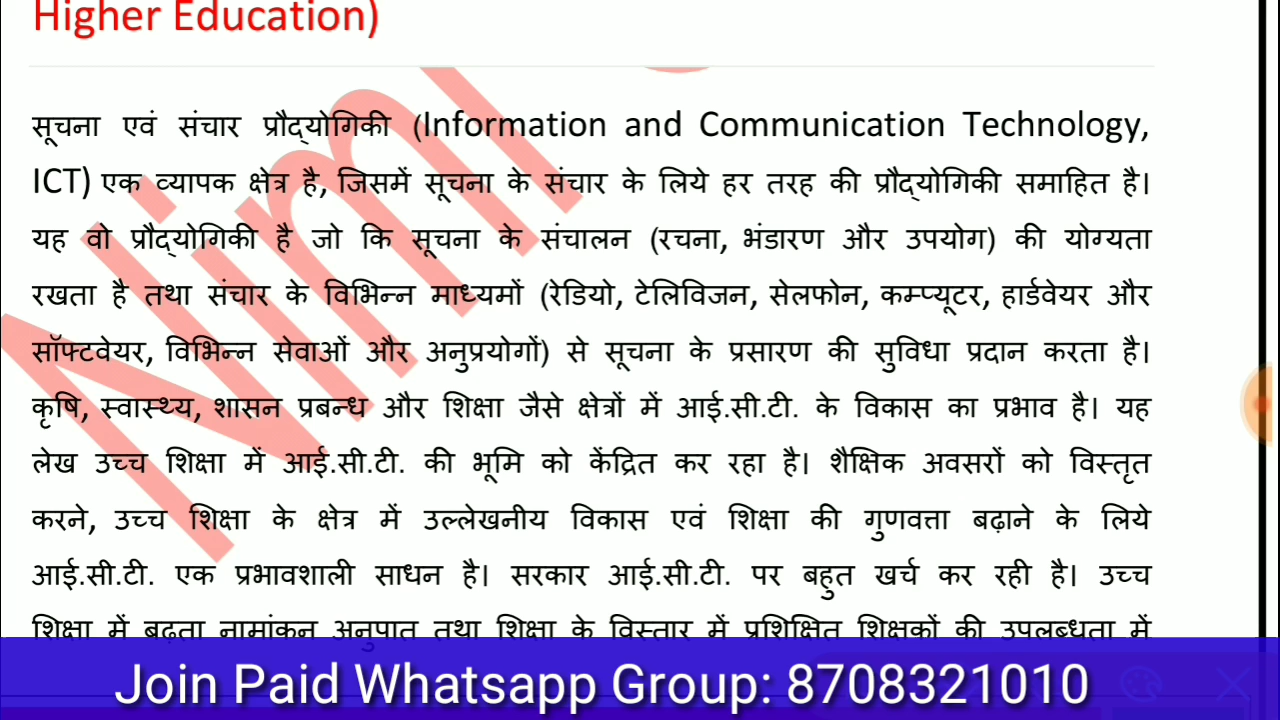 Higher Education)
सूचना एवं संचार प्रौद्योगिकी (Information and Communication Technology,
ICT) एक व्यापक क्षेत्र है, जिसमें सूचना के संचार के लिये हर तरह की प्रौद्योगिकी समाहित है।
यह वो प्रौद्योगिकी है जो कि सूचना के संचालन (रचना, भंडारण और उपयोग) की योग्यता
रखता है तथा संचार के विभिन्न माध्यमों (रेडियो, टेलिविजन, सेलफोन, कम्प्यूटर, हार्डवेयर और
सॉफ्टवेयर, विभिन्न सेवाओं और अनुप्रयोगों) से सूचना के प्रसारण की सुविधा प्रदान करता है।
कृषि, स्वास्थ्य, शासन प्रबन्ध और शिक्षा जैसे क्षेत्रों में आई.सी.टी. के विकास का प्रभाव है। यह
लेख उच्च शिक्षा में आई.सी.टी. की भूमि को केंद्रित कर रहा है। शैक्षिक अवसरों को विस्तृत
करने, उच्च शिक्षा के क्षेत्र में उल्लेखनीय विकास एवं शिक्षा की गुणवत्ता बढ़ाने के लिये
आई.सी.टी. एक प्रभावशाली साधन है। सरकार आई.सी.टी. पर बहुत खर्च कर रही है। उच्च
शिक्षा में बढ़ता नामांकन अनुपात तथा शिक्षा के विस्तार में प्रशिक्षित शिक्षकों की उपलब्धता में
Join Paid Whatsapp Group: 8708321010